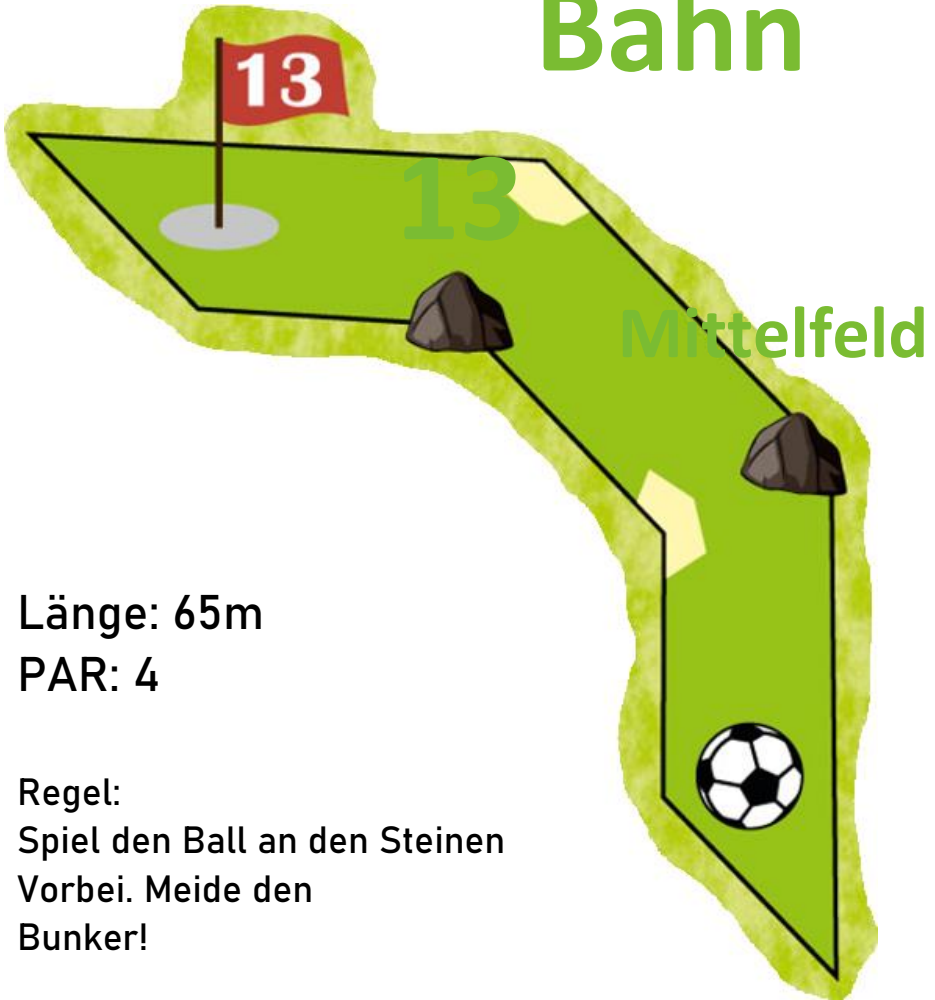 Bahn
13
13
Mittelfeld
Länge: 65m
PAR: 4
Regel:
Spiel den Ball an den Steinen
Vorbei. Meide den
Bunker!